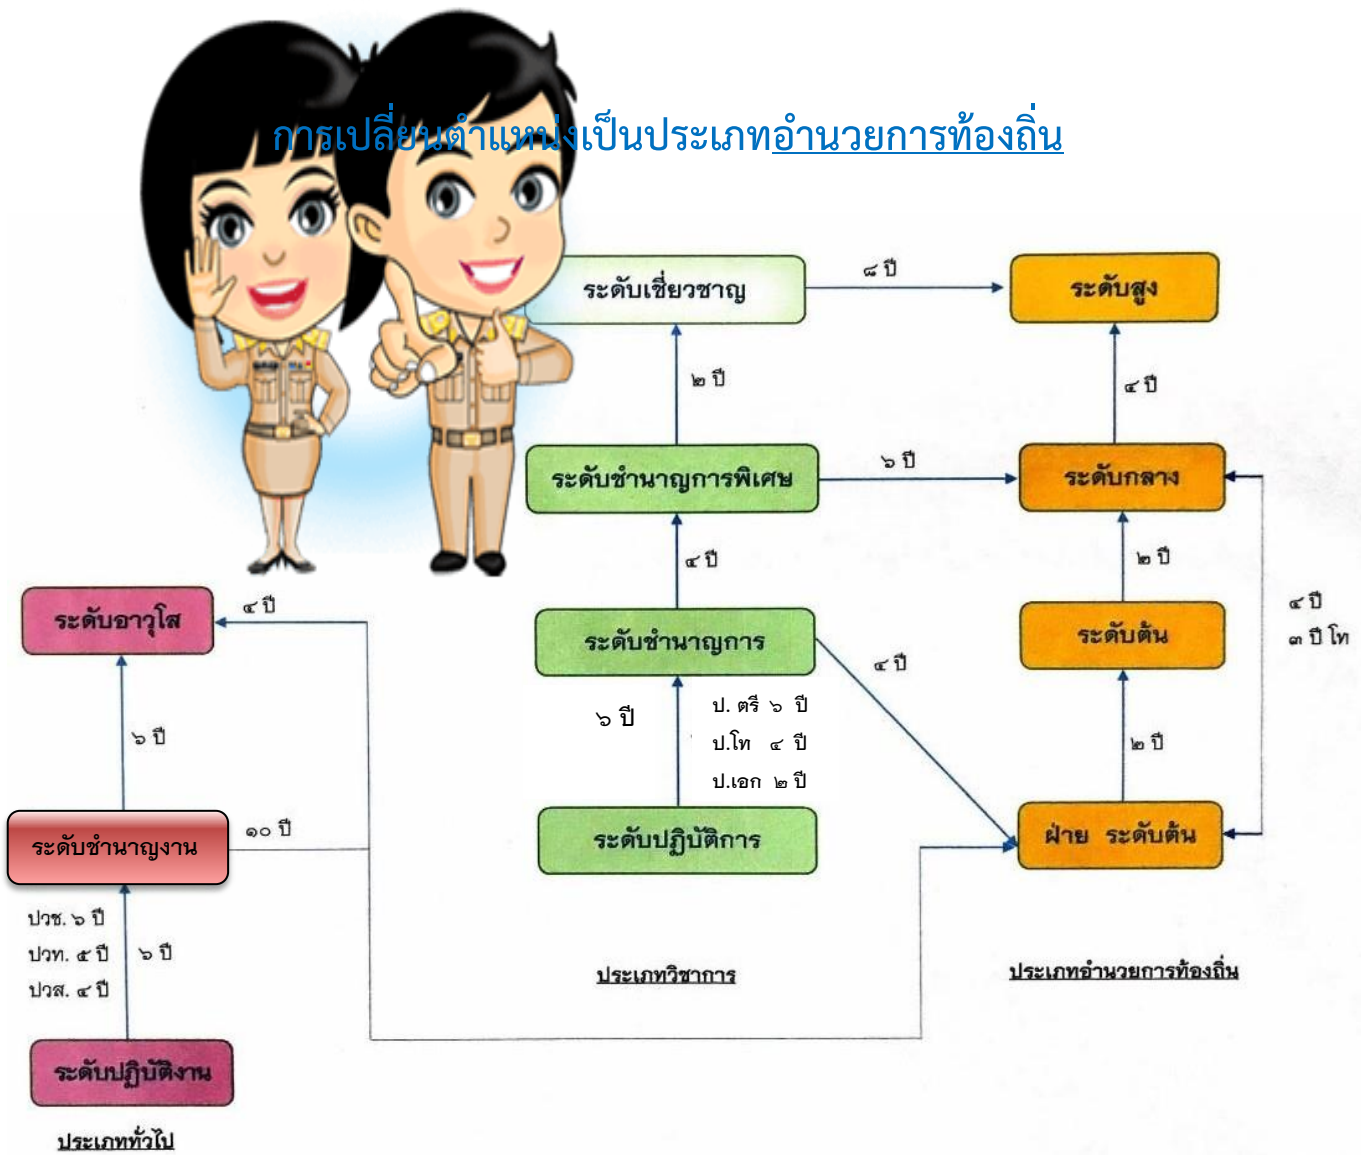 การเปลี่ยนตำแหน่งเป็นประเภทอำนวยการท้องถิ่น
ระดับเชี่ยวชาญ
๘ ปี
ระดับสูง
๒ ปี
๔ ปี
ระดับชำนาญการพิเศษ
๖ ปี
ระดับกลาง
๔ ปี
๒ ปี
ระดับอาวุโส
๔ ปี
ระดับชำนาญการ
ระดับต้น
๔ ปี
๓ ปี โท
๔ ปี
๖ ปี
๖ ปี
ป. ตรี ๖ ปี
ป.โท ๔ ปี
ป.เอก ๒ ปี
๒ ปี
ระดับชำนาญงาน
๑๐ ปี
ระดับปฏิบัติการ
ฝ่าย ระดับต้น
ปวช. ๖ ปี
ปวท. ๕ ปี
ปวส. ๔ ปี
๖ ปี
ประเภทวิชาการ
ประเภทอำนวยการท้องถิ่น
ระดับปฏิบัติงาน
ประเภททั่วไป